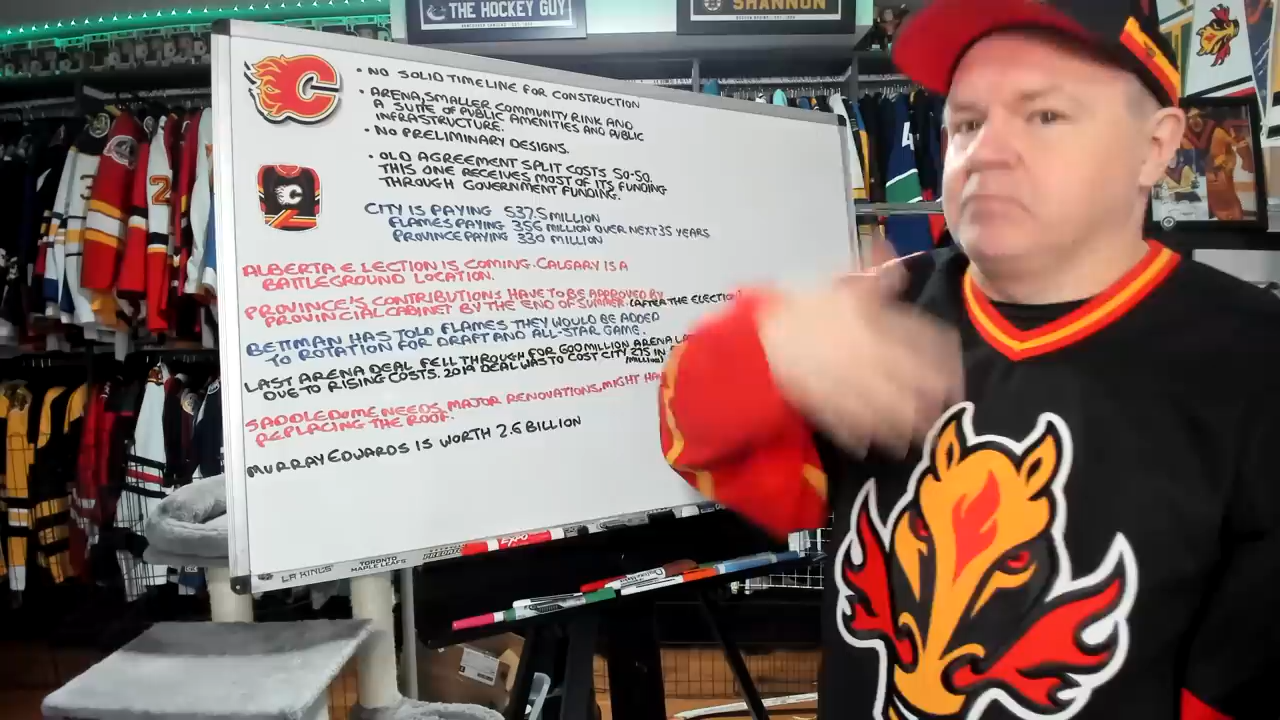 THE HOCKEY GUY
SHANNON
• NO SOLID TIMELINE FOR CONSTRUCTION
• ARENA, SMALLER COMMUNITY RINK AND
A SUITE OF PUBLIC AMENITIES AND PUBLIC
INFRASTRUCTURE.
• NO PRELIMINARY DESIGNS.
• OLD AGREEMENT SPLIT COSTS 50-50.
THIS ONE RECEIVES MOST OF ITS FUNDING
THROUGH GOVERNMENT FUNDING.
CITY IS PAYING 537.5 MILLION
FLAMES PAYING 356 MILLION OVER NEXT 35 YEARS
PROVINCE PAYING 330 MILLION
ALBERTA ELECTION IS COMING. CALGARY IS A
BATTLEGROUND LOCATION.
PROVINCE'S CONTRIBUTIONS HAVE TO BE APPROVED BY
PROVINCIAL CABINET BY THE END OF SUMMER. (AFTER THE ELECTION
BETTMAN HAS TOLD FLAMES THEY WOULD BE ADDED
TO ROTATION FOR DRAFT AND ALL-STAR GAME.
LAST ARENA DEAL FELL THROUGH FOR 600 MILLION ARENA
DUE TO RISING COSTS. 2019 DEAL WAS TO COST CITY 275 IN
(MILLION)
SADDLEDOME NEEDS MAJOR RENOVATIONS, MIGHT
REPLACING THE ROOF.
MURRAY EDWARDS IS WORTH 2.6 BILLION
EXPO
LA KINGS
TORONTO
MAPLE LEAFS
PREDATORS